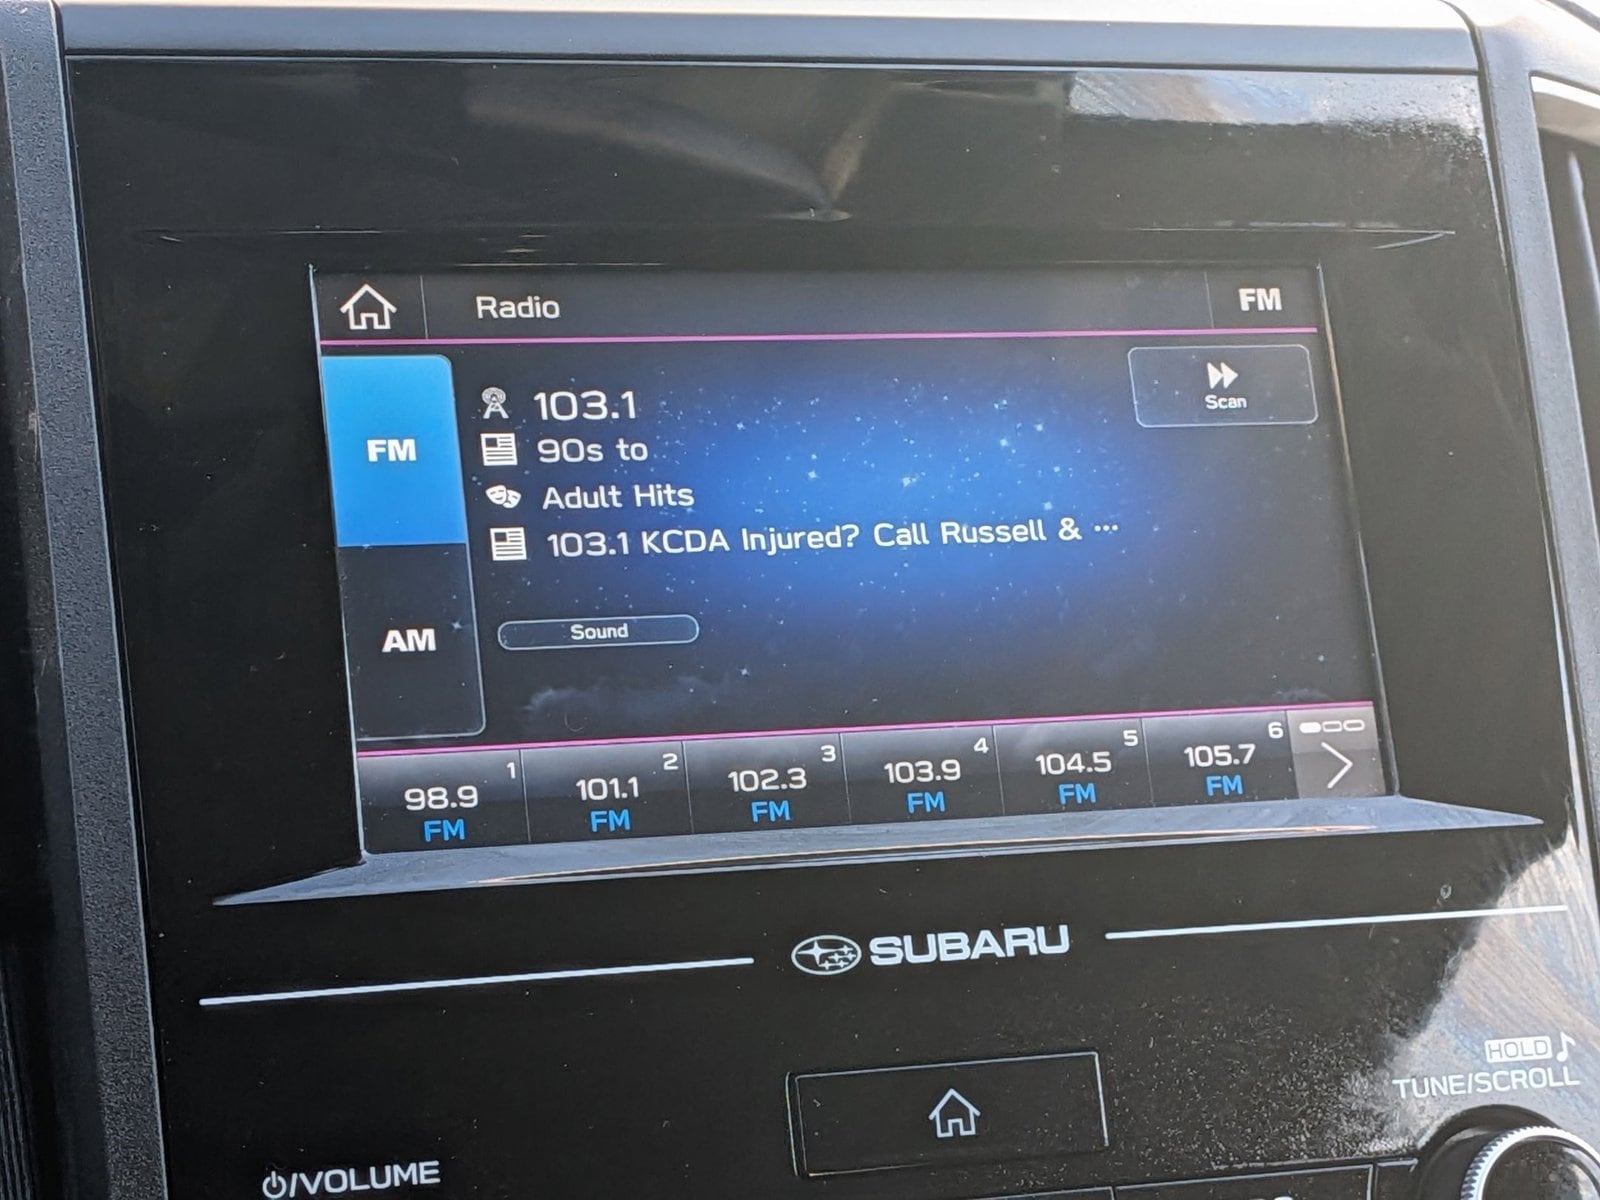 Radio
FM
FM
103.1
Scan
90s to
Adult Hits
103.1 KCDA Injured? Call Russell & ...
AM
Sound
1 2 3 4 5 6
98.9 101.1 102.3 103.9 104.5 105.7
FM FM FM FM FM FM
SUBARU
HOLD
TUNE/SCROLL
/VOLUME